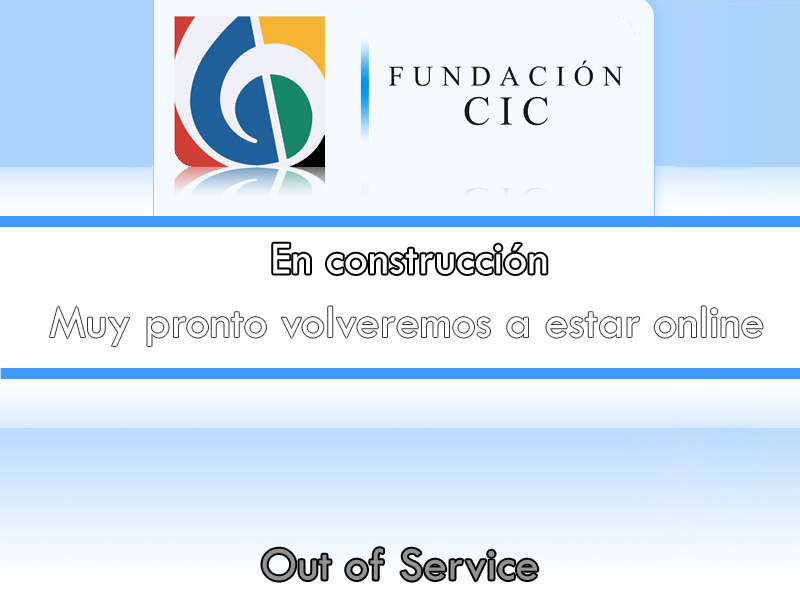 FUNDACIÓN
CIC
En construcción
Muy pronto volveremos a estar online
Out of Service